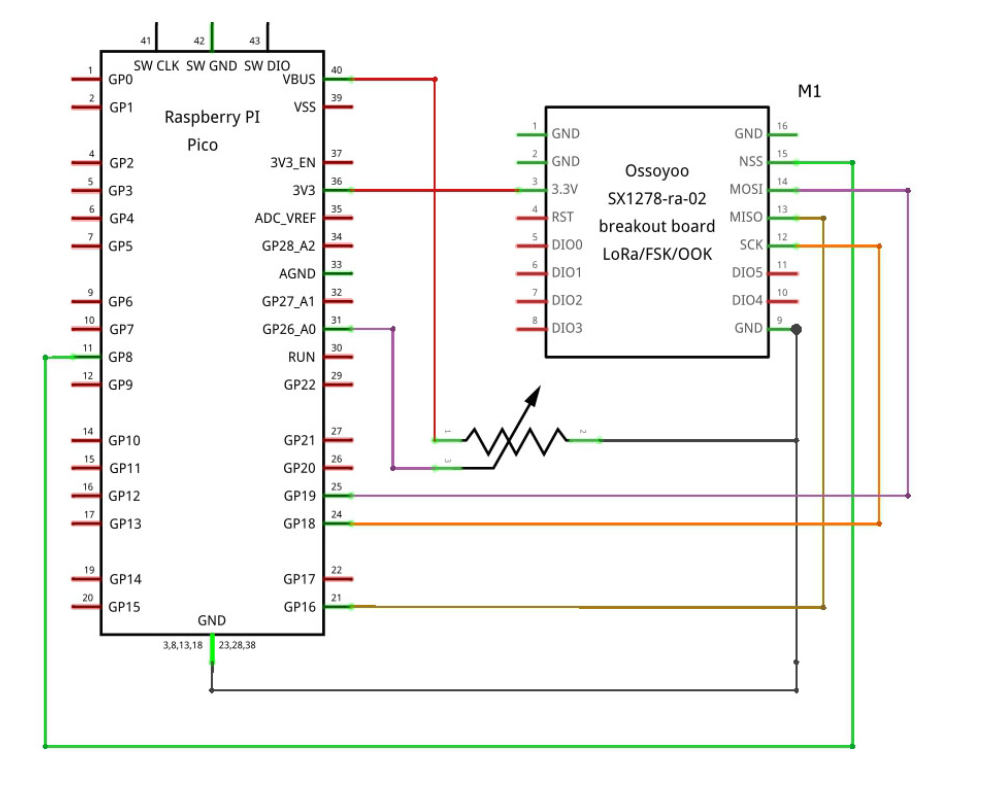 41 42 43
SW CLK SW GND SW DIO
1 GP0
2 GP1
4 GP2
5 GP3
6 GP4
7 GP5
9 GP6
10 GP7
11 GP8
12 GP9
14 GP10
15 GP11
16 GP12
17 GP13
19 GP14
20 GP15
Raspberry PI
Pico
VBUS 40
VSS 39
3V3_EN 37
3V3 36
ADC_VREF 35
GP28_A2 34
AGND 33
GP27_A1 32
GP26_A0 31
RUN 30
GP22 29
GP21 27
GP20 26
GP19 25
GP18 24
GP17 22
GP16 21
GND
3,8,13,18 23,28,38
1 2
3
M1
1 GND
2 GND
3 3.3V
4 RST
5 DIO0
6 DIO1
7 DIO2
8 DIO3
Ossoyoo
SX1278-ra-02
breakout board
LoRa/FSK/OOK
GND 16
NSS 15
MOSI 14
MISO 13
SCK 12
DIO5 11
DIO4 10
GND 9